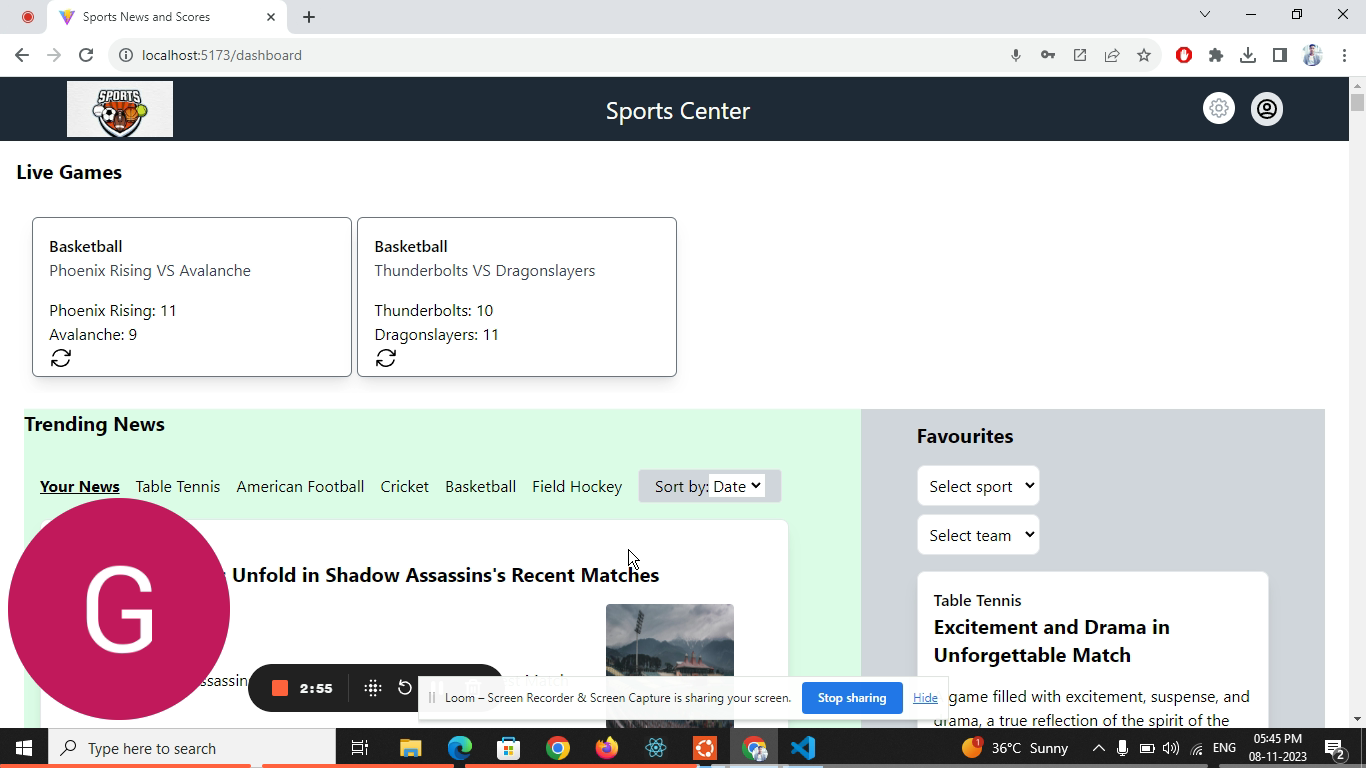 Sports News and Scores
localhost:5173/dashboard
SPORTS
Sports Center
Live Games
Basketball
Phoenix Rising VS Avalanche
Phoenix Rising: 11
Avalanche: 9
Basketball
Thunderbolts VS Dragonslayers
Thunderbolts: 10
Dragonslayers: 11
Trending News
Your News Table Tennis American Football Cricket Basketball Field Hockey Sort by: Date
Unfold in Shadow Assassins's Recent Matches
G
2:55
Loom – Screen Recorder & Screen Capture is sharing your screen. Stop sharing Hide
Favourites
Select sport
Select team
Table Tennis
Excitement and Drama in
Unforgettable Match
game filled with excitement, suspense, and
drama, a true reflection of the spirit of the
Type here to search
36°C Sunny
ENG
05:45 PM
08-11-2023
2